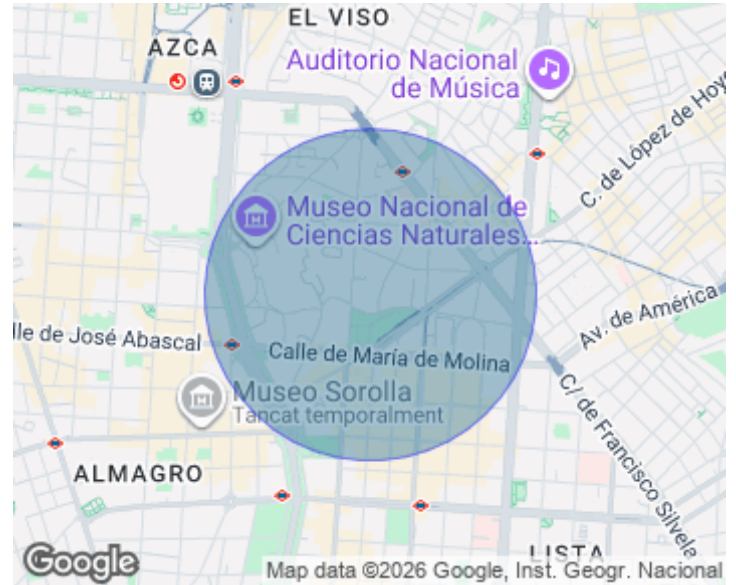 EL VISO
AZCA
Auditorio Nacional
de Música
C. de López de Hoyo
Museo Nacional de
Ciencias Naturales...
Av. de América
lle de José Abascal
Calle de María de Molina
Museo Sorolla
Tancat temporalment
C/ de Francisco Silvela
ALMAGRO
LISTA
Google
Map data ©2026 Google, Inst. Geogr. Nacional